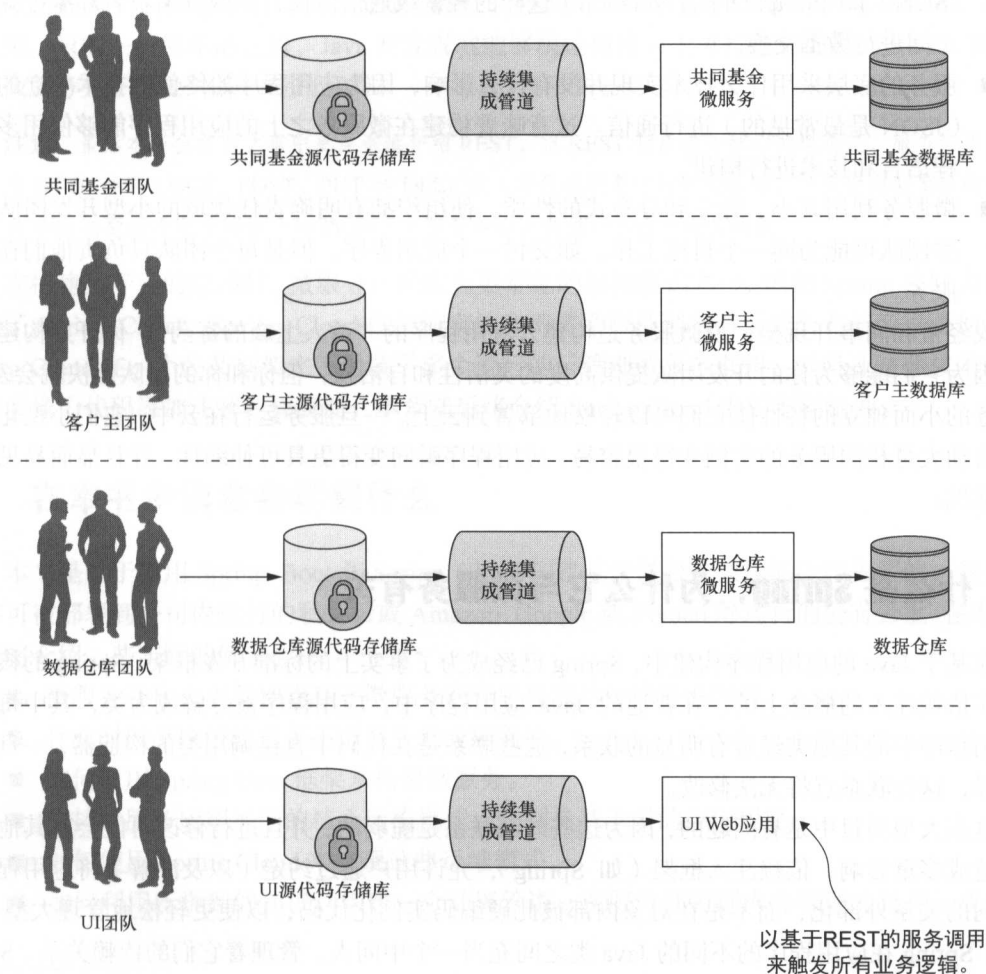 持续集
成管道
共同基金
微服务
共同基金源代码存储库
共同基金数据库
共同基金团队
持续集
成管道
客户主
微服务
客户主源代码存储库
客户主数据库
客户主团队
持续集
成管道
数据仓库
微服务
数据仓库源代码存储库
数据仓库
数据仓库团队
持续集
成管道
UI Web应用
UI源代码存储库
UI团队
以基于REST的服务调用
来触发所有业务逻辑。